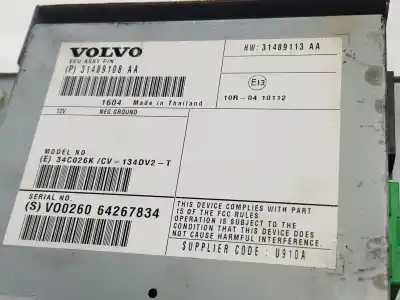 VOLVO
ECU ASSY P/N
(P) 31489108 AA
HW: 31489113 AA
E13
10R-04 10112
1604 Made in Thailand
12V NEG.GROUND
MODEL NO:
(E) 34C026K /CV-134DV2-T
SERIAL NO:
(S) VO0260 64267834
THIS DEVICE COMPLIES WITH PART
15 OF THE FCC RULES
OPERATION IS SUBJECT TO THE
CONDITION THAT THIS DEVICE DOES
NOT CAUSE HARMFUL INTERFERENCE.
SUPPLIER CODE : U910A